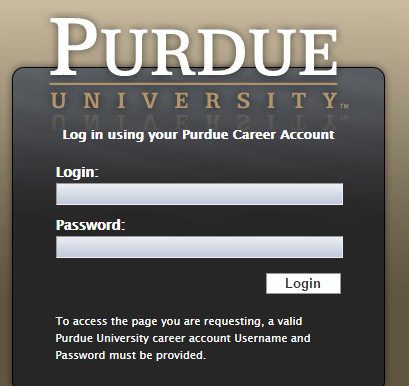 PURDUE
UNIVERSITY™
Log in using your Purdue Career Account
Login:
Password:
Login
To access the page you are requesting, a valid
Purdue University career account Username and
Password must be provided.